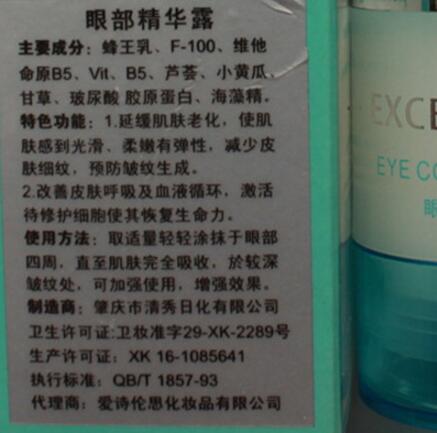 眼部精华露
主要成分：蜂王乳、F-100、维他
命原B5、Vit、B5、芦荟、小黄瓜、
甘草、玻尿酸 胶原蛋白、海藻精。
特色功能：1.延缓肌肤老化，使肌
肤感到光滑、柔嫩有弹性，减少皮
肤细纹，预防皱纹生成。
2.改善皮肤呼吸及血液循环，激活
待修护细胞使其恢复生命力。
使用方法：取适量轻轻涂抹于眼部
四周，直至肌肤完全吸收，於较深
皱纹处，可加强使用，增强效果。
制造商：肇庆市清秀日化有限公司
卫生许可证:卫妆准字29-XK-2289号
生产许可证：XK 16-1085641
执行标准：QB/T 1857-93
代理商：爱诗伦思化妆品有限公司
EXCE
EYE CO
眼